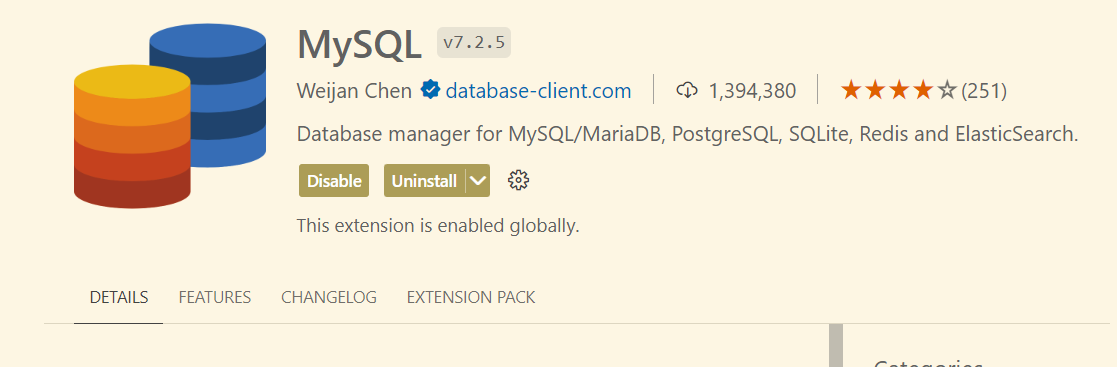 MySQL v7.2.5
Weijan Chen database-client.com 1,394,380 (251)
Database manager for MySQL/MariaDB, PostgreSQL, SQLite, Redis and ElasticSearch.
Disable Uninstall
This extension is enabled globally.
DETAILS FEATURES CHANGELOG EXTENSION PACK
Categories